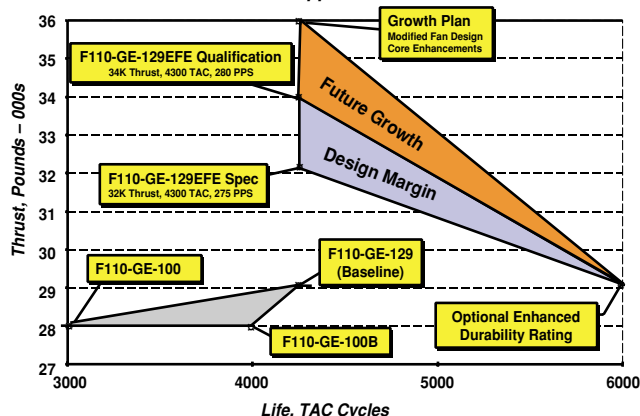 36
35
34
33
32
31
30
29
28
27
Thrust, Pounds – 000s
3000
4000
5000
6000
Life, TAC Cycles
Growth Plan
Modified Fan Design
Core Enhancements
F110-GE-129EFE Qualification
34K Thrust, 4300 TAC, 280 PPS
Future Growth
Design Margin
F110-GE-129EFE Spec
32K Thrust, 4300 TAC, 275 PPS
F110-GE-100
F110-GE-129
(Baseline)
F110-GE-100B
Optional Enhanced
Durability Rating